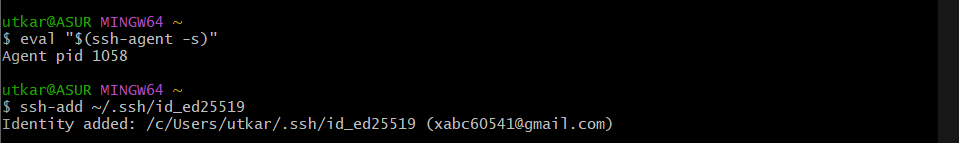 utkar@ASUR MINGW64 ~
$ eval "$(ssh-agent -s)"
Agent pid 1058
utkar@ASUR MINGW64 ~
$ ssh-add ~/.ssh/id_ed25519
Identity added: /c/Users/utkar/.ssh/id_ed25519 (xabc60541@gmail.com)